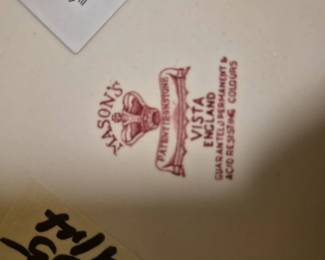 MASON'S
PATENT IRONSTONE
VISTA
ENGLAND
GUARANTEED PERMANENT &
ACID RESISTING COLOURS